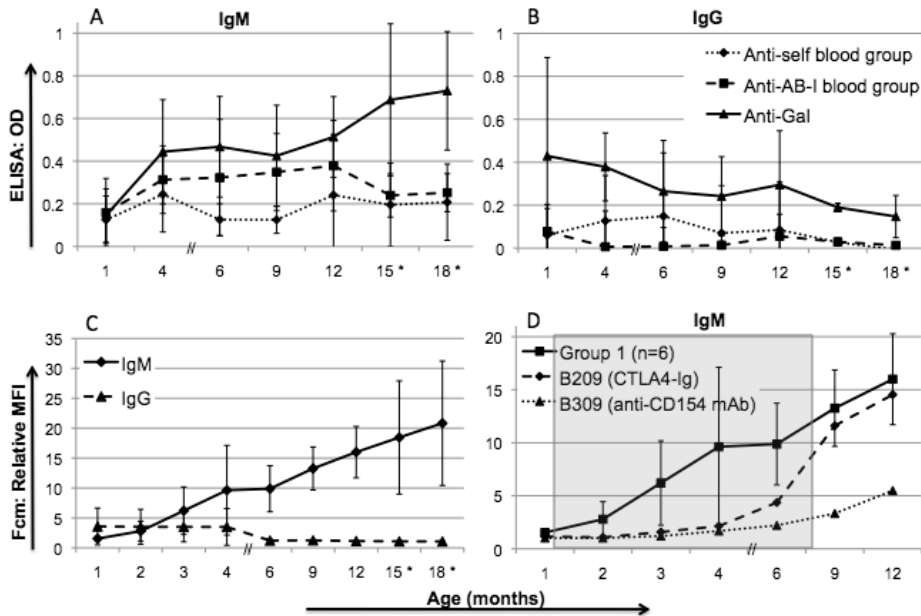 A
IgM
1
0.8
0.6
0.4
0.2
0
ELISA: OD
1 4 // 6 9 12 15 * 18 *
B
IgG
1
0.8
0.6
0.4
0.2
0
Anti-self blood group
Anti-AB-I blood group
Anti-Gal
1 4 // 6 9 12 15 * 18 *
C
35
30
25
20
15
10
5
0
Fcm: Relative MFI
IgM
IgG
1 2 3 4 // 6 9 12 15 * 18 *
D
IgM
20
15
10
5
0
Group 1 (n=6)
B209 (CTLA4-Ig)
B309 (anti-CD154 mAb)
1 2 3 4 // 6 9 12
Age (months)